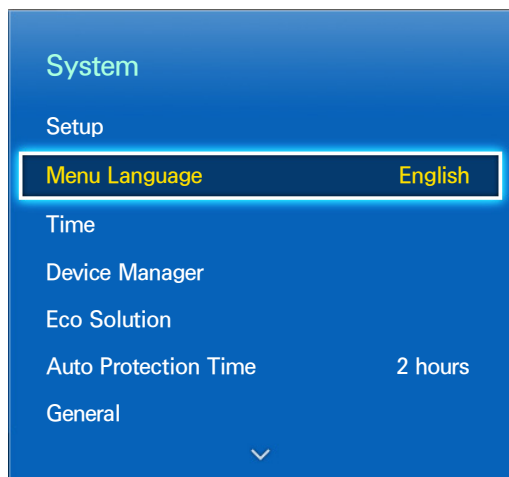 System
Setup
Menu Language English
Time
Device Manager
Eco Solution
Auto Protection Time 2 hours
General